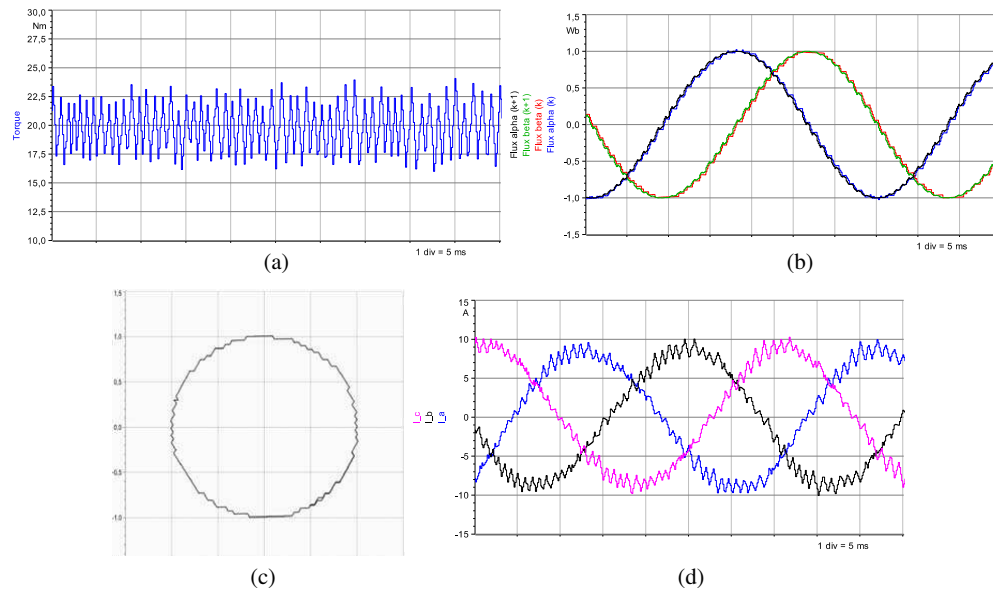 30,0
Nm
27,5
25,0
22,5
20,0
17,5
15,0
12,5
10,0
Torque
1 div = 5 ms
(a)
1,5
Wb
1,0
0,5
0,0
-0,5
-1,0
-1,5
Flux alpha (k+1)
Flux beta (k+1)
Flux beta (k)
Flux alpha (k)
1 div = 5 ms
(b)
1,5
1,0
0,5
0,0
-0,5
-1,0
(c)
15
A
10
5
0
-5
-10
-15
I_c
I_b
I_a
1 div = 5 ms
(d)